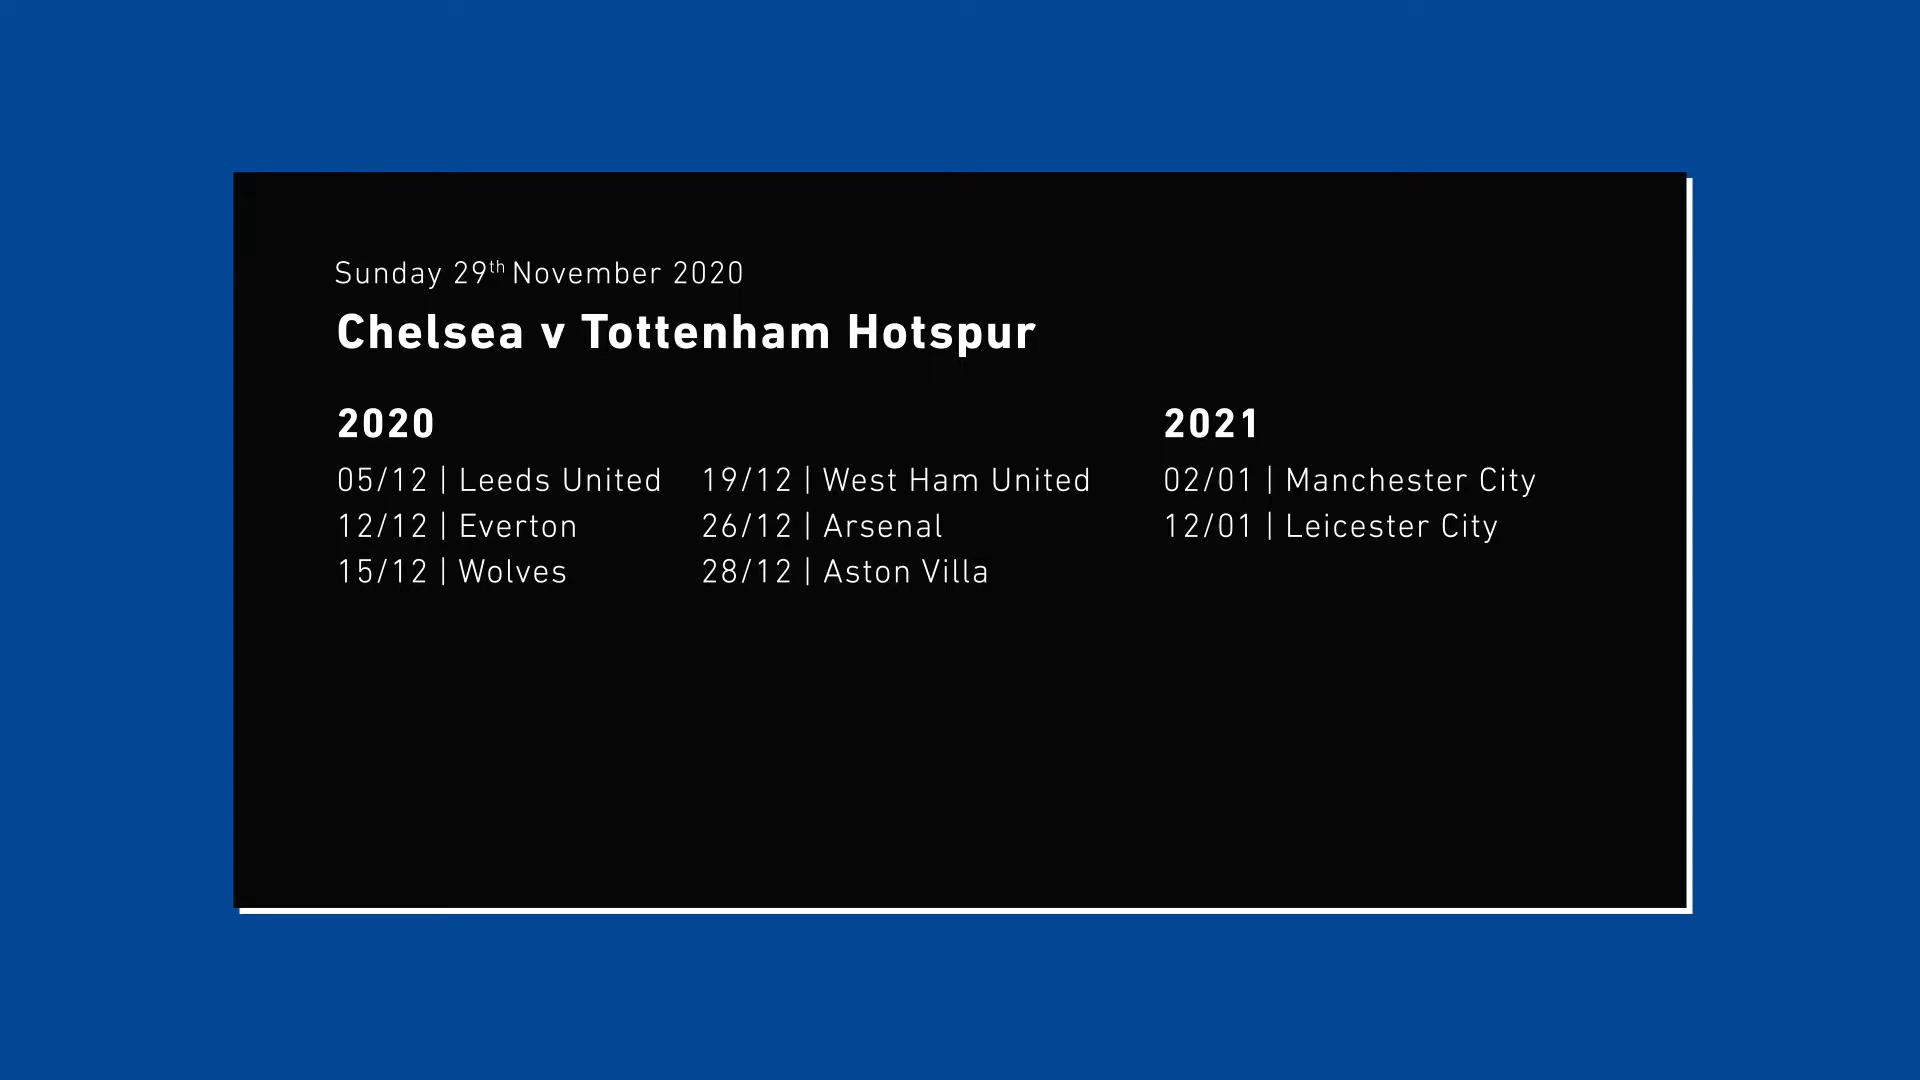 Sunday 29th November 2020
Chelsea v Tottenham Hotspur
2020
05/12 | Leeds United
12/12 | Everton
15/12 | Wolves
19/12 | West Ham United
26/12 | Arsenal
28/12 | Aston Villa
2021
02/01 | Manchester City
12/01 | Leicester City